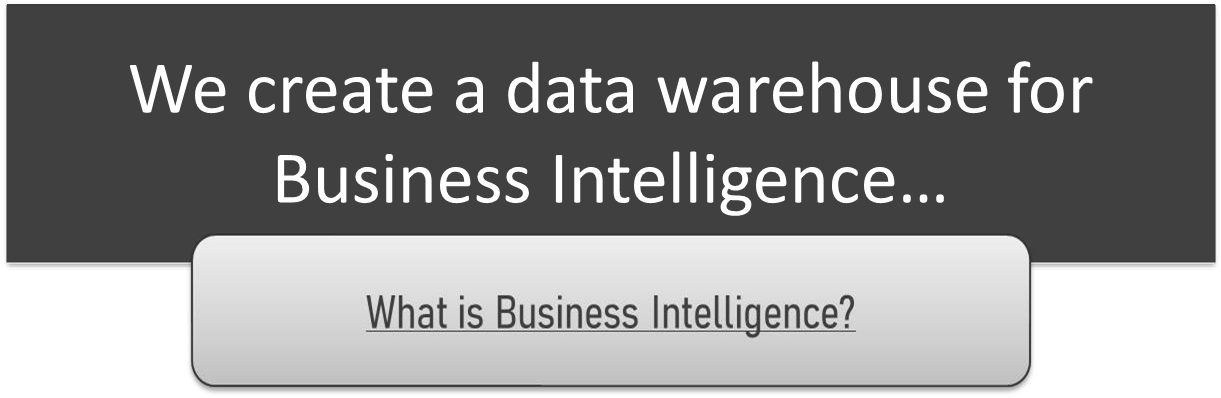 We create a data warehouse for
Business Intelligence...
What is Business Intelligence?